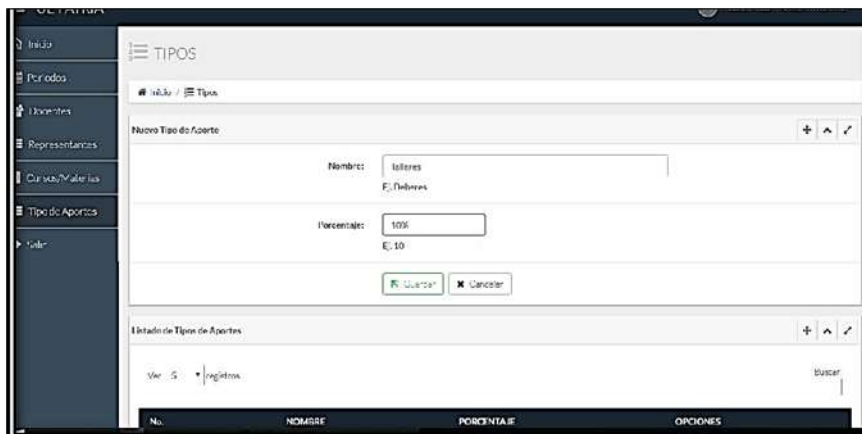 Inicio
Periodos
Docentes
Representantes
Cursos/Materias
Tipo de Aportes
Salir
TIPOS
Inicio / Tipos
Nuevo Tipo de Aporte
Nombre: Talleres
Ej. Deberes
Porcentaje: 10%
Ej. 10
Guardar Cancelar
Listado de Tipos de Aportes
Ver 5 registros
Buscar
No. NOMBRE PORCENTAJE OPCIONES